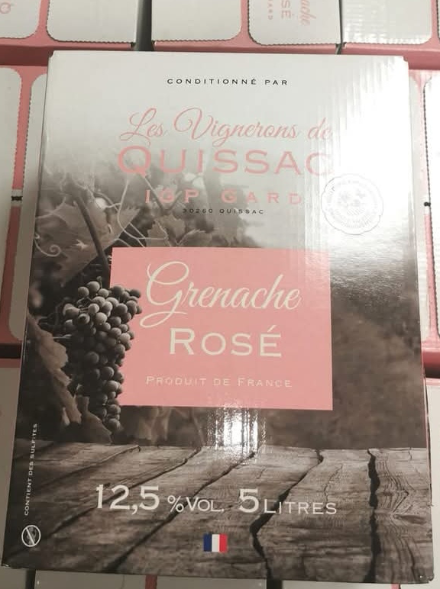 CONDITIONNÉ PAR
Les Vignerons de
QUISSAC
IGP GARD
30260 QUISSAC
Grenache
ROSÉ
PRODUIT DE FRANCE
CONTIENT DES SULFITES
12,5 %VOL. 5 LITRES